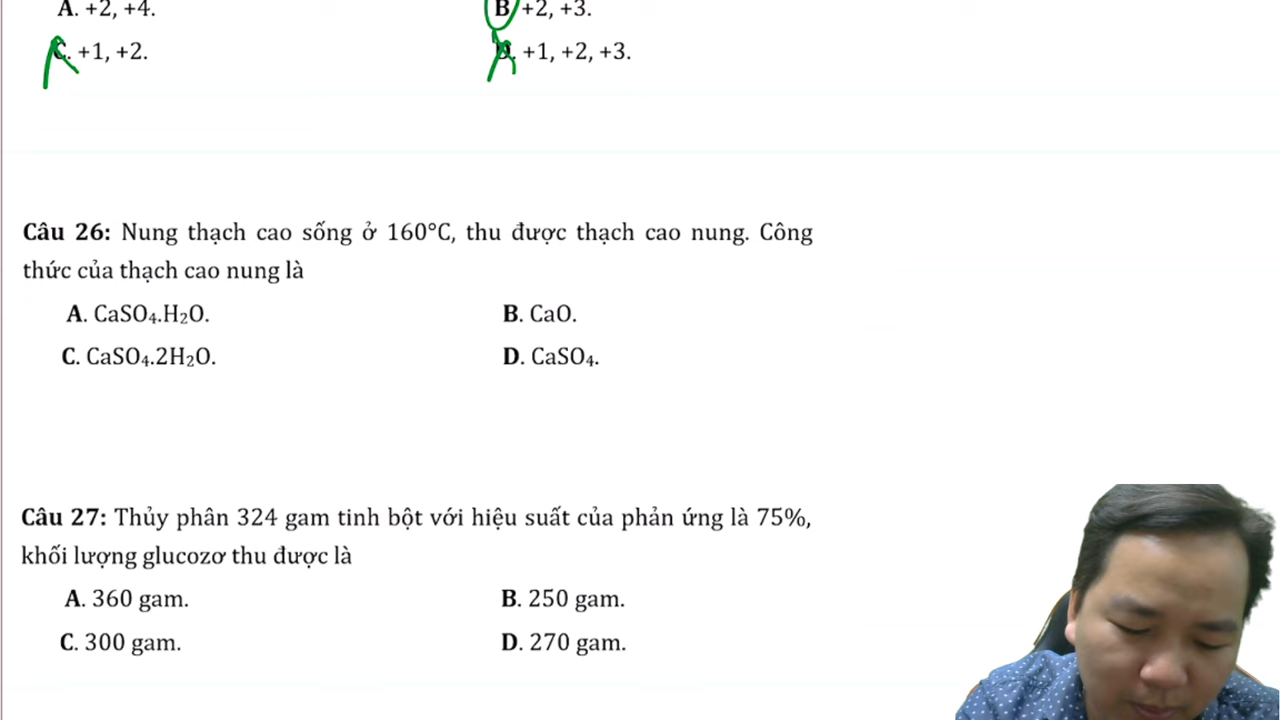 A. +2, +4. B. +2, +3.
C. +1, +2. D. +1, +2, +3.
Câu 26: Nung thạch cao sống ở 160°C, thu được thạch cao nung. Công
thức của thạch cao nung là
A. CaSO₄.H₂O. B. CaO.
C. CaSO₄.2H₂O. D. CaSO₄.
Câu 27: Thủy phân 324 gam tinh bột với hiệu suất của phản ứng là 75%,
khối lượng glucozơ thu được là
A. 360 gam. B. 250 gam.
C. 300 gam. D. 270 gam.